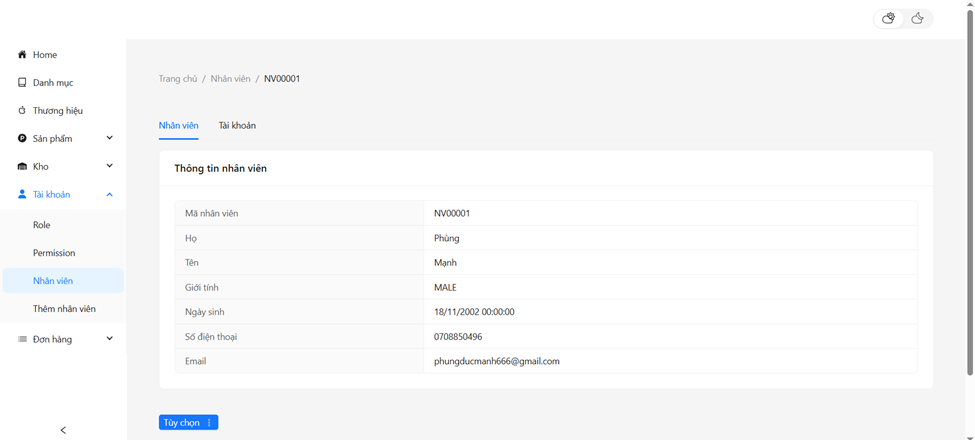 Home
Danh mục
Thương hiệu
Sản phẩm
Kho
Tài khoản
Role
Permission
Nhân viên
Thêm nhân viên
Đơn hàng
Trang chủ / Nhân viên / NV00001
Nhân viên Tài khoản
Thông tin nhân viên
Mã nhân viên NV00001
Họ Phùng
Tên Mạnh
Giới tính MALE
Ngày sinh 18/11/2002 00:00:00
Số điện thoại 0708850496
Email phungducmanh666@gmail.com
Tùy chọn